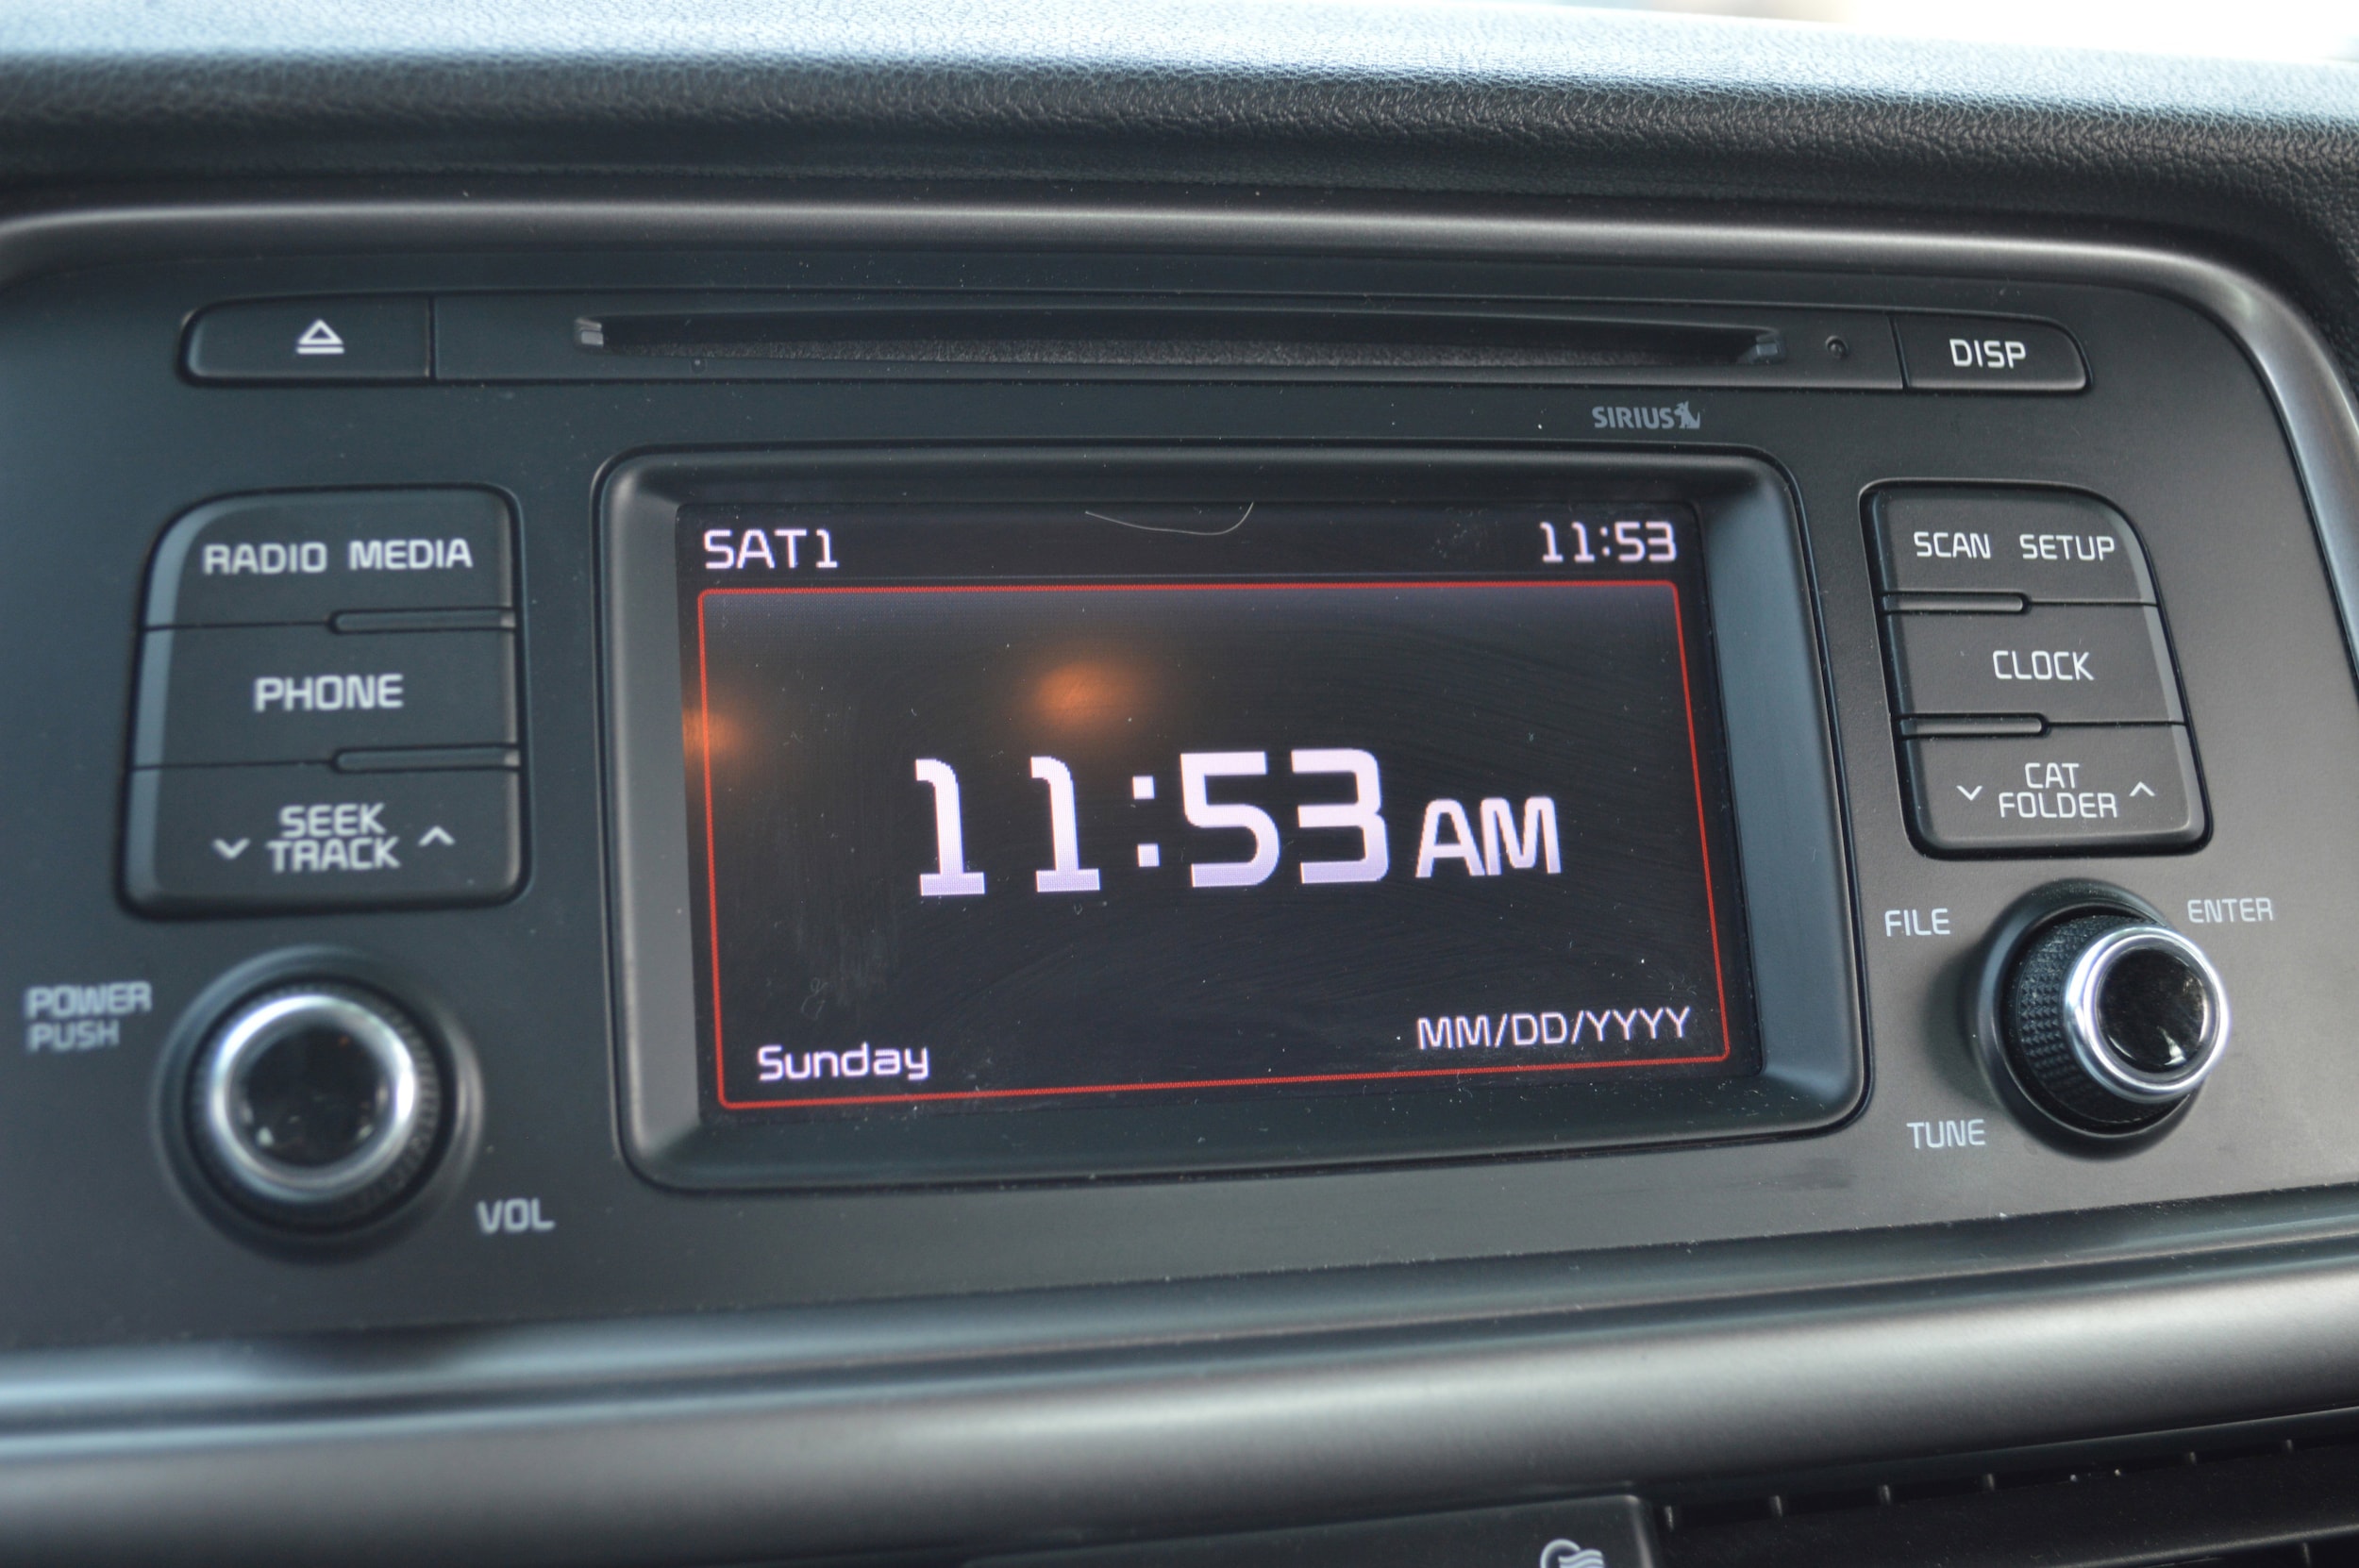 DISP
SIRIUS
RADIO MEDIA
PHONE
SEEK
TRACK
POWER
PUSH
VOL
SAT1 11:53
11:53 AM
Sunday MM/DD/YYYY
SCAN SETUP
CLOCK
CAT
FOLDER
FILE ENTER
TUNE